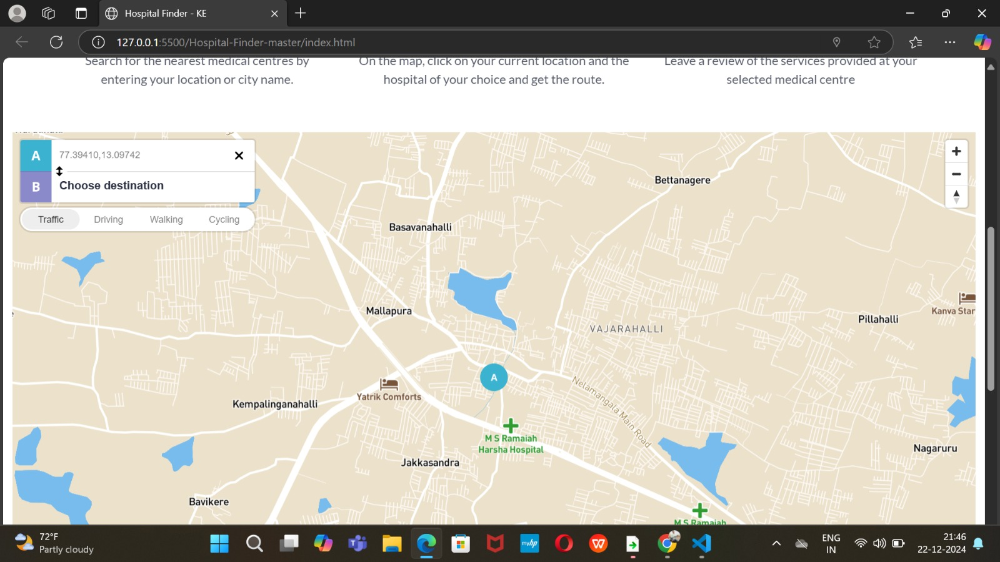 Hospital Finder - KE
127.0.0.1:5500/Hospital-Finder-master/index.html
Search for the nearest medical centres by
entering your location or city name.
On the map, click on your current location and the
hospital of your choice and get the route.
Leave a review of the services provided at your
selected medical centre
A
77.39410,13.09742
B
Choose destination
Traffic
Driving
Walking
Cycling
Bettanagere
Basavanahalli
Mallapura
VAJARAHALLI
Pillahalli
Kanva Star
A
Nelamangala Main Road
Yatrik Comforts
Kempalinganahalli
M S Ramaiah
Harsha Hospital
Nagaruru
Jakkasandra
Bavikere
M S Ramaiah
72°F
Partly cloudy
myhp
W
ENG
IN
21:46
22-12-2024